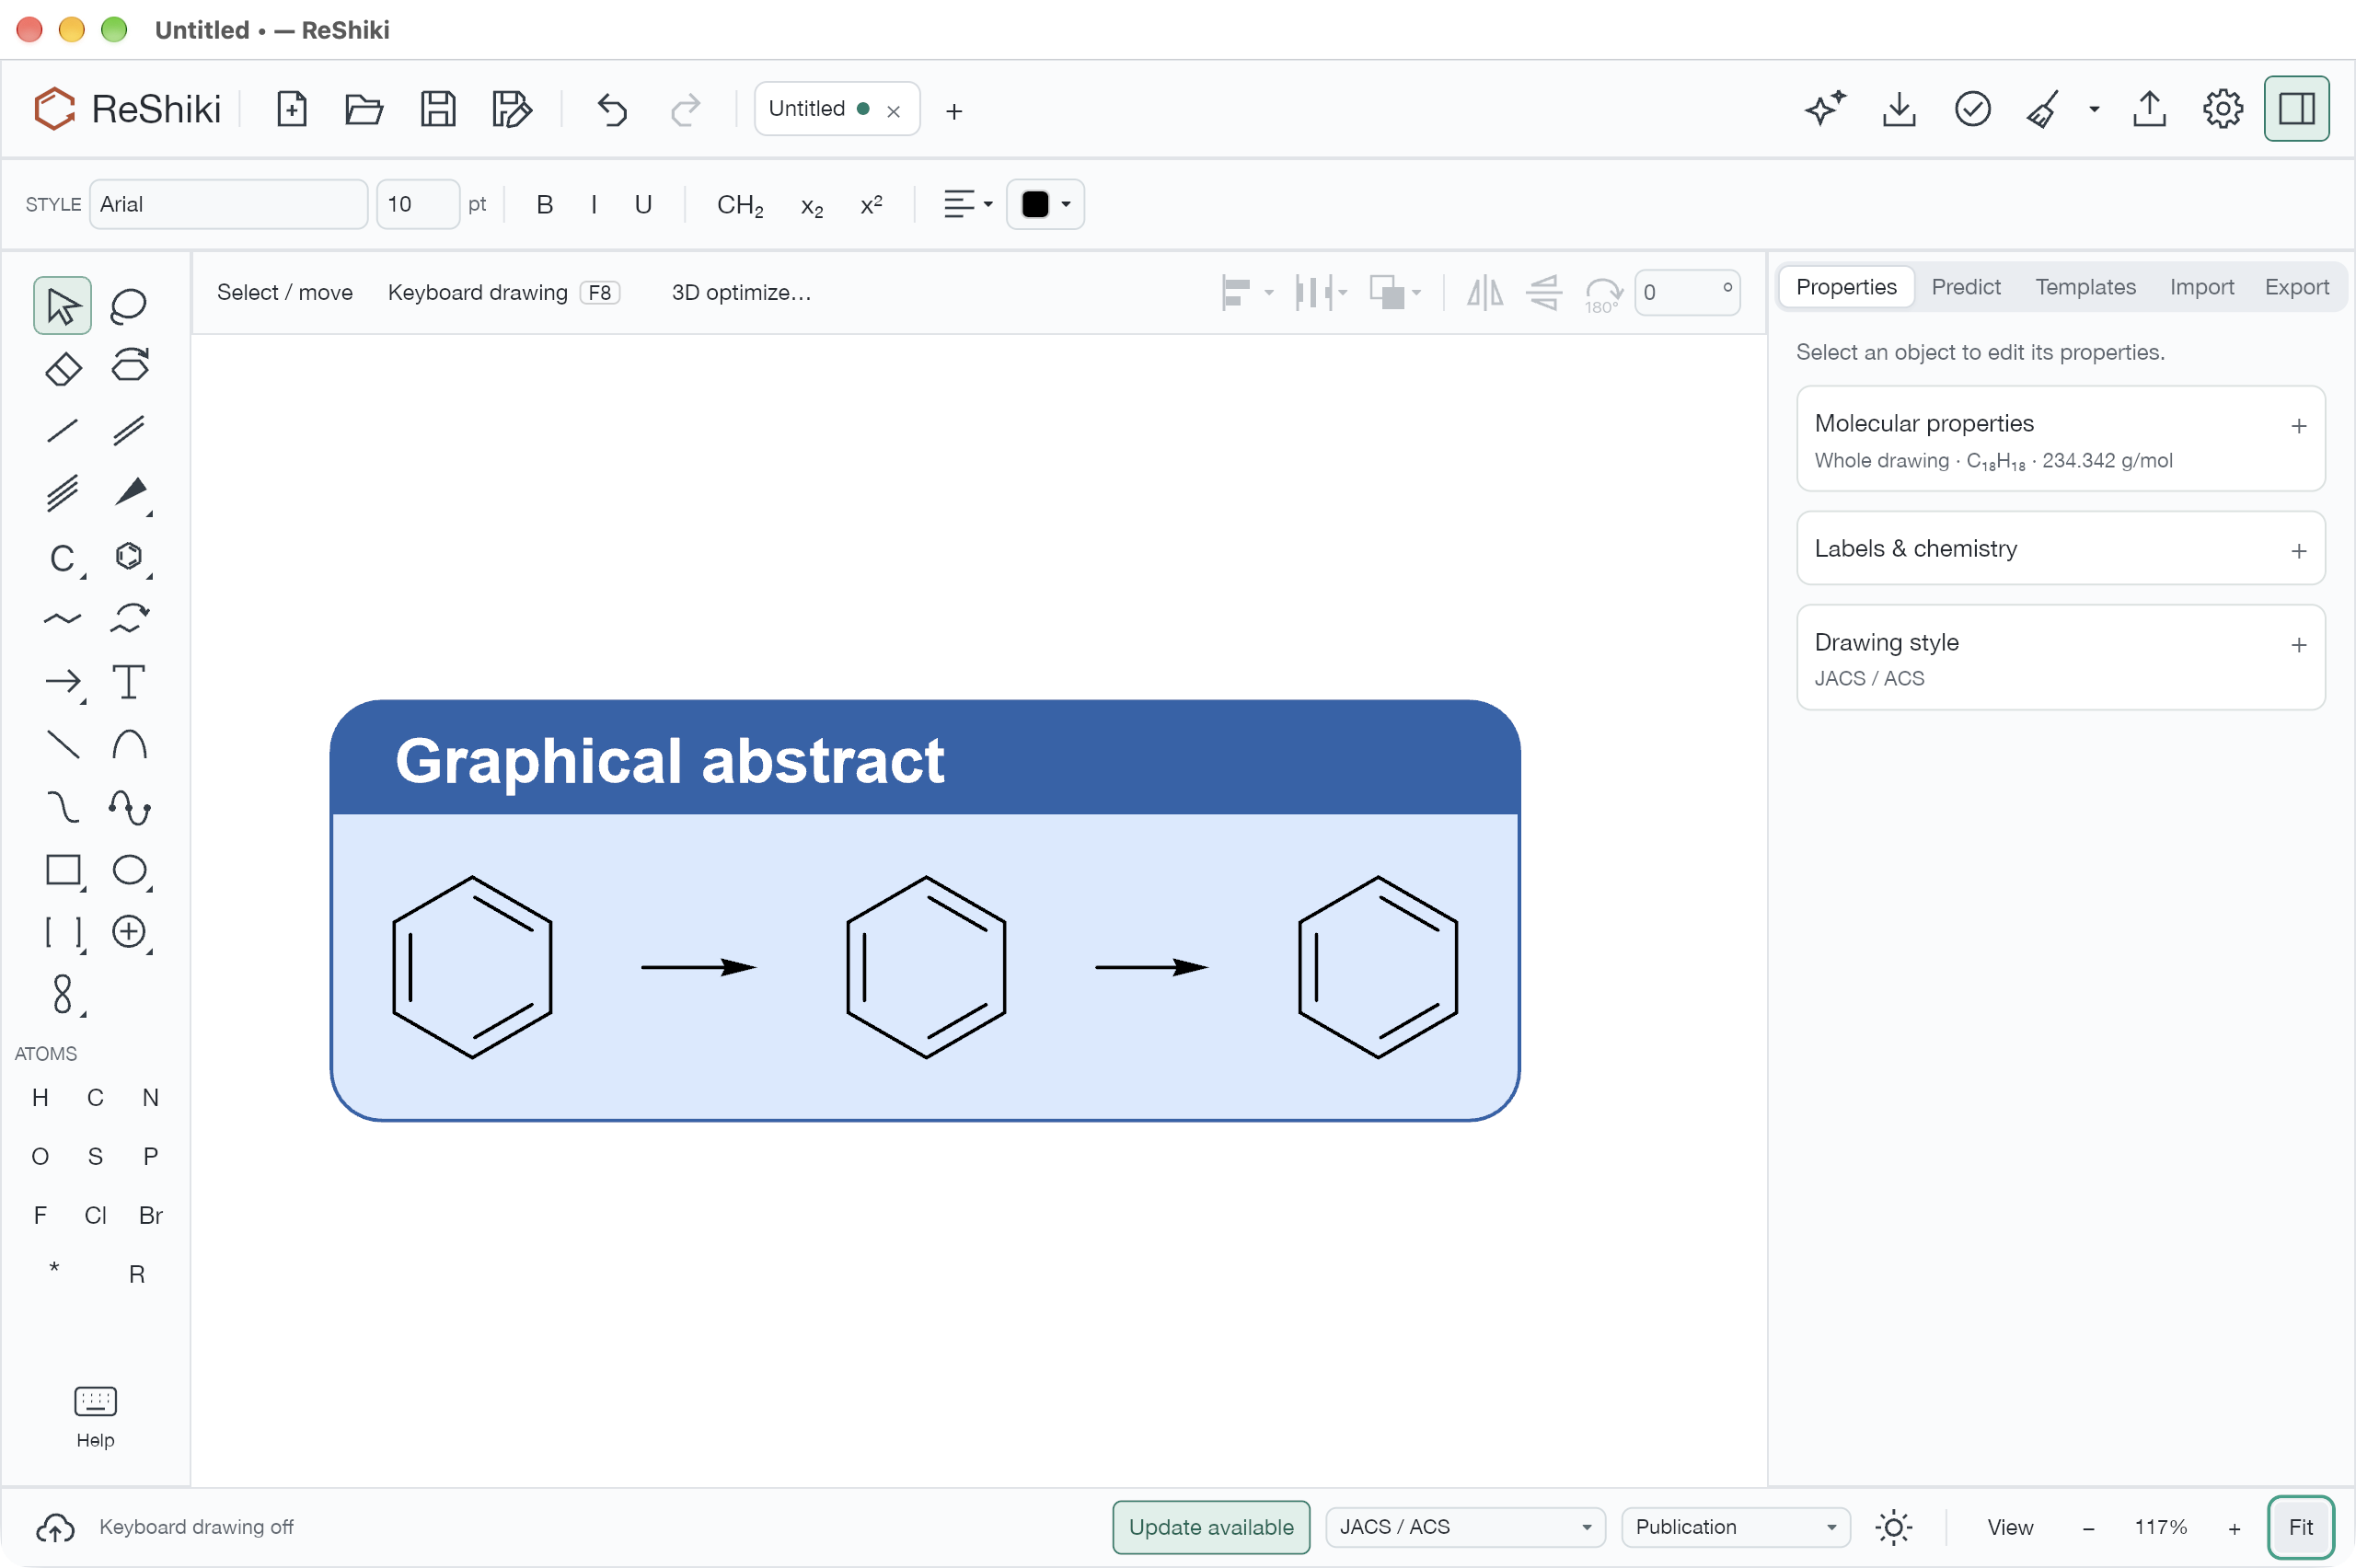 Untitled • — ReShiki
ReShiki
Untitled
STYLE Arial 10 pt B I U CH₂ x₂ x²
Select / move Keyboard drawing F8 3D optimize...
180° 0 °
Properties Predict Templates Import Export
Select an object to edit its properties.
Molecular properties
Whole drawing · C₁₈H₁₈ · 234.342 g/mol
Labels & chemistry
Drawing style
JACS / ACS
C
T
ATOMS
H C N
O S P
F Cl Br
* R
Help
Graphical abstract
Keyboard drawing off
Update available JACS / ACS Publication View − 117% + Fit